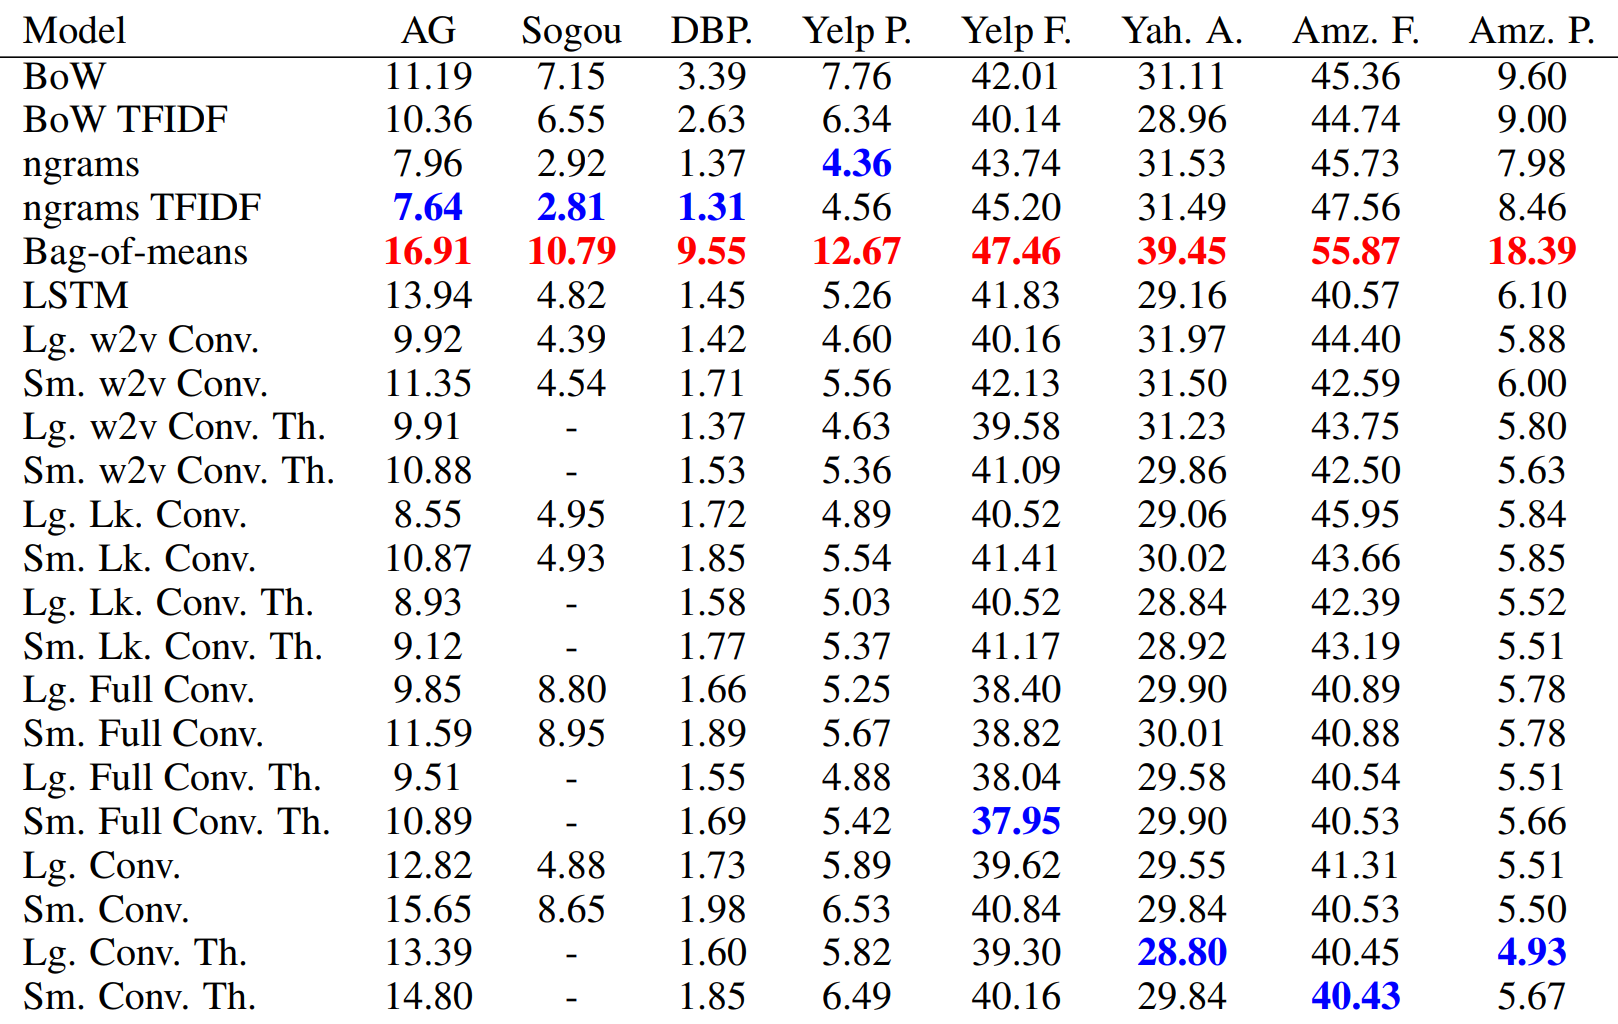 Model AG Sogou DBP. Yelp P. Yelp F. Yah. A. Amz. F. Amz. P.
BoW 11.19 7.15 3.39 7.76 42.01 31.11 45.36 9.60
BoW TFIDF 10.36 6.55 2.63 6.34 40.14 28.96 44.74 9.00
ngrams 7.96 2.92 1.37 4.36 43.74 31.53 45.73 7.98
ngrams TFIDF 7.64 2.81 1.31 4.56 45.20 31.49 47.56 8.46
Bag-of-means 16.91 10.79 9.55 12.67 47.46 39.45 55.87 18.39
LSTM 13.94 4.82 1.45 5.26 41.83 29.16 40.57 6.10
Lg. w2v Conv. 9.92 4.39 1.42 4.60 40.16 31.97 44.40 5.88
Sm. w2v Conv. 11.35 4.54 1.71 5.56 42.13 31.50 42.59 6.00
Lg. w2v Conv. Th. 9.91 - 1.37 4.63 39.58 31.23 43.75 5.80
Sm. w2v Conv. Th. 10.88 - 1.53 5.36 41.09 29.86 42.50 5.63
Lg. Lk. Conv. 8.55 4.95 1.72 4.89 40.52 29.06 45.95 5.84
Sm. Lk. Conv. 10.87 4.93 1.85 5.54 41.41 30.02 43.66 5.85
Lg. Lk. Conv. Th. 8.93 - 1.58 5.03 40.52 28.84 42.39 5.52
Sm. Lk. Conv. Th. 9.12 - 1.77 5.37 41.17 28.92 43.19 5.51
Lg. Full Conv. 9.85 8.80 1.66 5.25 38.40 29.90 40.89 5.78
Sm. Full Conv. 11.59 8.95 1.89 5.67 38.82 30.01 40.88 5.78
Lg. Full Conv. Th. 9.51 - 1.55 4.88 38.04 29.58 40.54 5.51
Sm. Full Conv. Th. 10.89 - 1.69 5.42 37.95 29.90 40.53 5.66
Lg. Conv. 12.82 4.88 1.73 5.89 39.62 29.55 41.31 5.51
Sm. Conv. 15.65 8.65 1.98 6.53 40.84 29.84 40.53 5.50
Lg. Conv. Th. 13.39 - 1.60 5.82 39.30 28.80 40.45 4.93
Sm. Conv. Th. 14.80 - 1.85 6.49 40.16 29.84 40.43 5.67